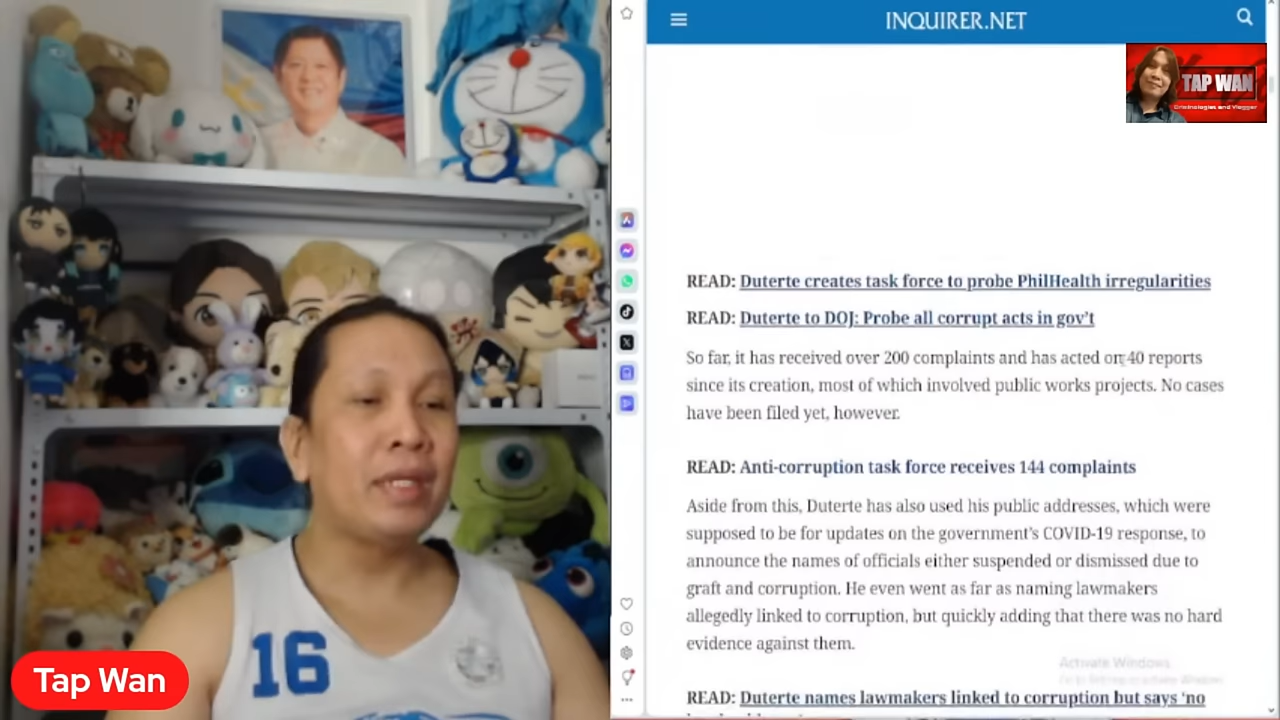 INQUIRER.NET
TAP WAN
Criminologist and Vlogger
READ: Duterte creates task force to probe PhilHealth irregularities
READ: Duterte to DOJ: Probe all corrupt acts in gov't
So far, it has received over 200 complaints and has acted on 40 reports
since its creation, most of which involved public works projects. No cases
have been filed yet, however.
READ: Anti-corruption task force receives 144 complaints
Aside from this, Duterte has also used his public addresses, which were
supposed to be for updates on the government's COVID-19 response, to
announce the names of officials either suspended or dismissed due to
graft and corruption. He even went as far as naming lawmakers
allegedly linked to corruption, but quickly adding that there was no hard
evidence against them.
Activate Windows
READ: Duterte names lawmakers linked to corruption but says 'no
16
Tap Wan